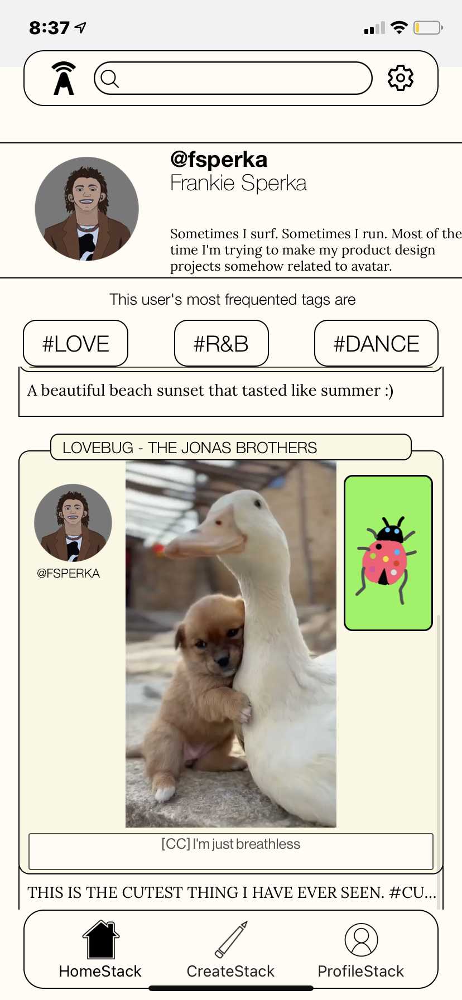 8:37
@fsperka
Frankie Sperka
Sometimes I surf. Sometimes I run. Most of the
time I'm trying to make my product design
projects somehow related to avatar.
This user's most frequented tags are
#LOVE
#R&B
#DANCE
A beautiful beach sunset that tasted like summer :)
LOVEBUG - THE JONAS BROTHERS
@FSPERKA
[CC] I'm just breathless
THIS IS THE CUTEST THING I HAVE EVER SEEN. #CU...
HomeStack
CreateStack
ProfileStack